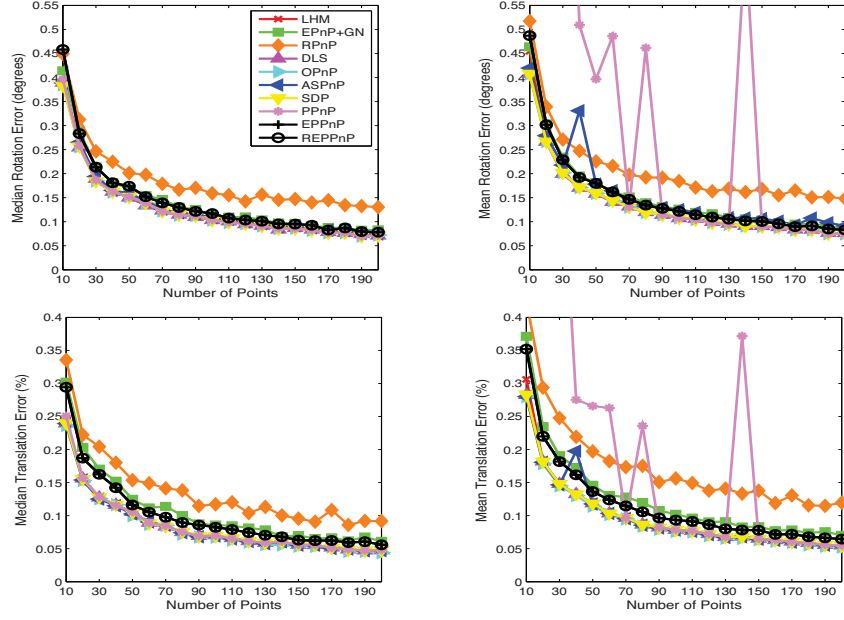 0.55
0.5
0.45
0.4
0.35
0.3
0.25
0.2
0.15
0.1
0.05
0
10 30 50 70 90 110 130 150 170 190
Number of Points
Median Rotation Error (degrees)
LHM
EPnP+GN
RPnP
DLS
OPnP
ASPnP
SDP
PPnP
EPPnP
REPPnP
0.55
0.5
0.45
0.4
0.35
0.3
0.25
0.2
0.15
0.1
0.05
0
10 30 50 70 90 110 130 150 170 190
Number of Points
Mean Rotation Error (degrees)
0.4
0.35
0.3
0.25
0.2
0.15
0.1
0.05
0
10 30 50 70 90 110 130 150 170 190
Number of Points
Median Translation Error (%)
0.4
0.35
0.3
0.25
0.2
0.15
0.1
0.05
0
10 30 50 70 90 110 130 150 170 190
Number of Points
Mean Translation Error (%)